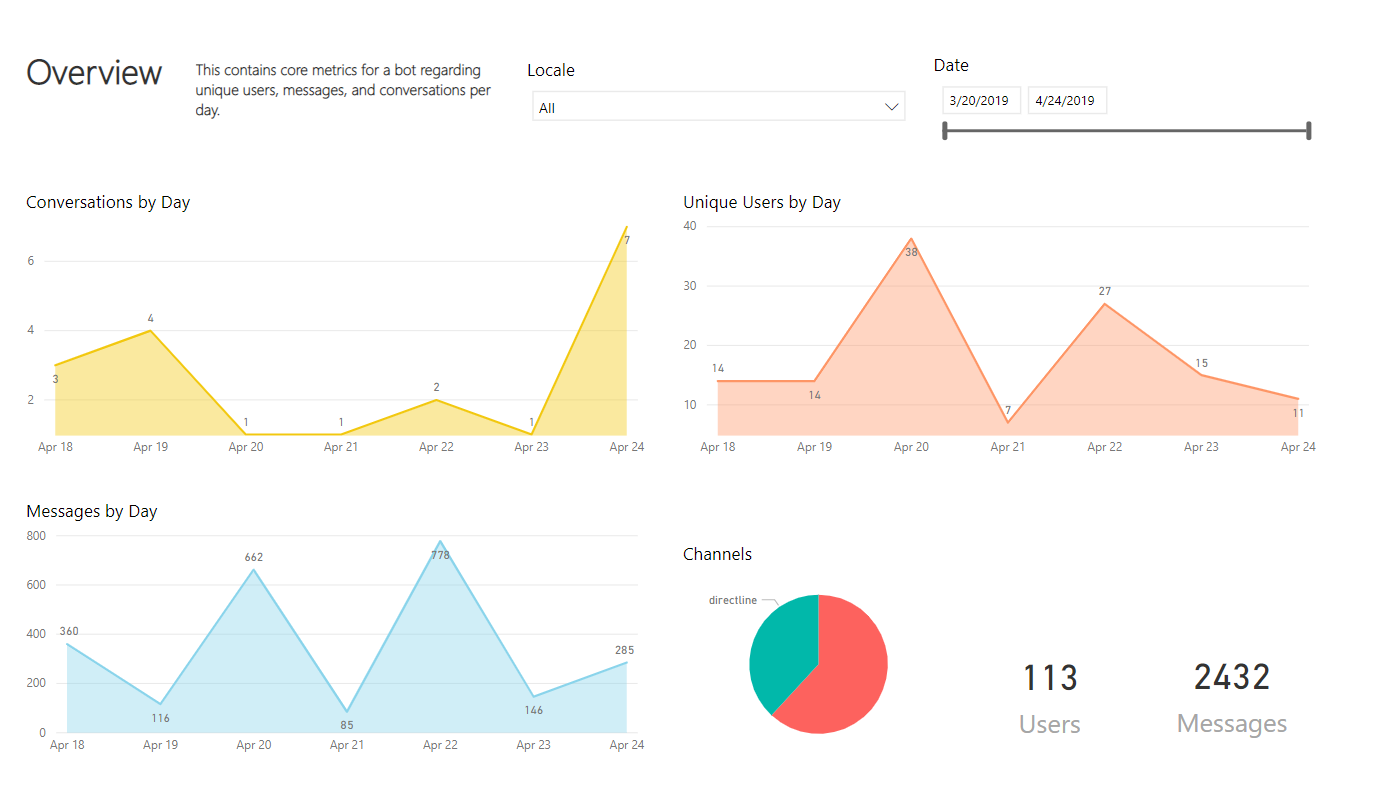 Overview
This contains core metrics for a bot regarding
unique users, messages, and conversations per
day.
Locale
All
Date
3/20/2019 4/24/2019
Conversations by Day
6
4
2
3
4
1
1
2
1
7
Apr 18 Apr 19 Apr 20 Apr 21 Apr 22 Apr 23 Apr 24
Unique Users by Day
40
30
20
10
14
14
38
7
27
15
11
Apr 18 Apr 19 Apr 20 Apr 21 Apr 22 Apr 23 Apr 24
Messages by Day
800
600
400
200
0
360
116
662
85
778
146
285
Apr 18 Apr 19 Apr 20 Apr 21 Apr 22 Apr 23 Apr 24
Channels
directline
113
Users
2432
Messages